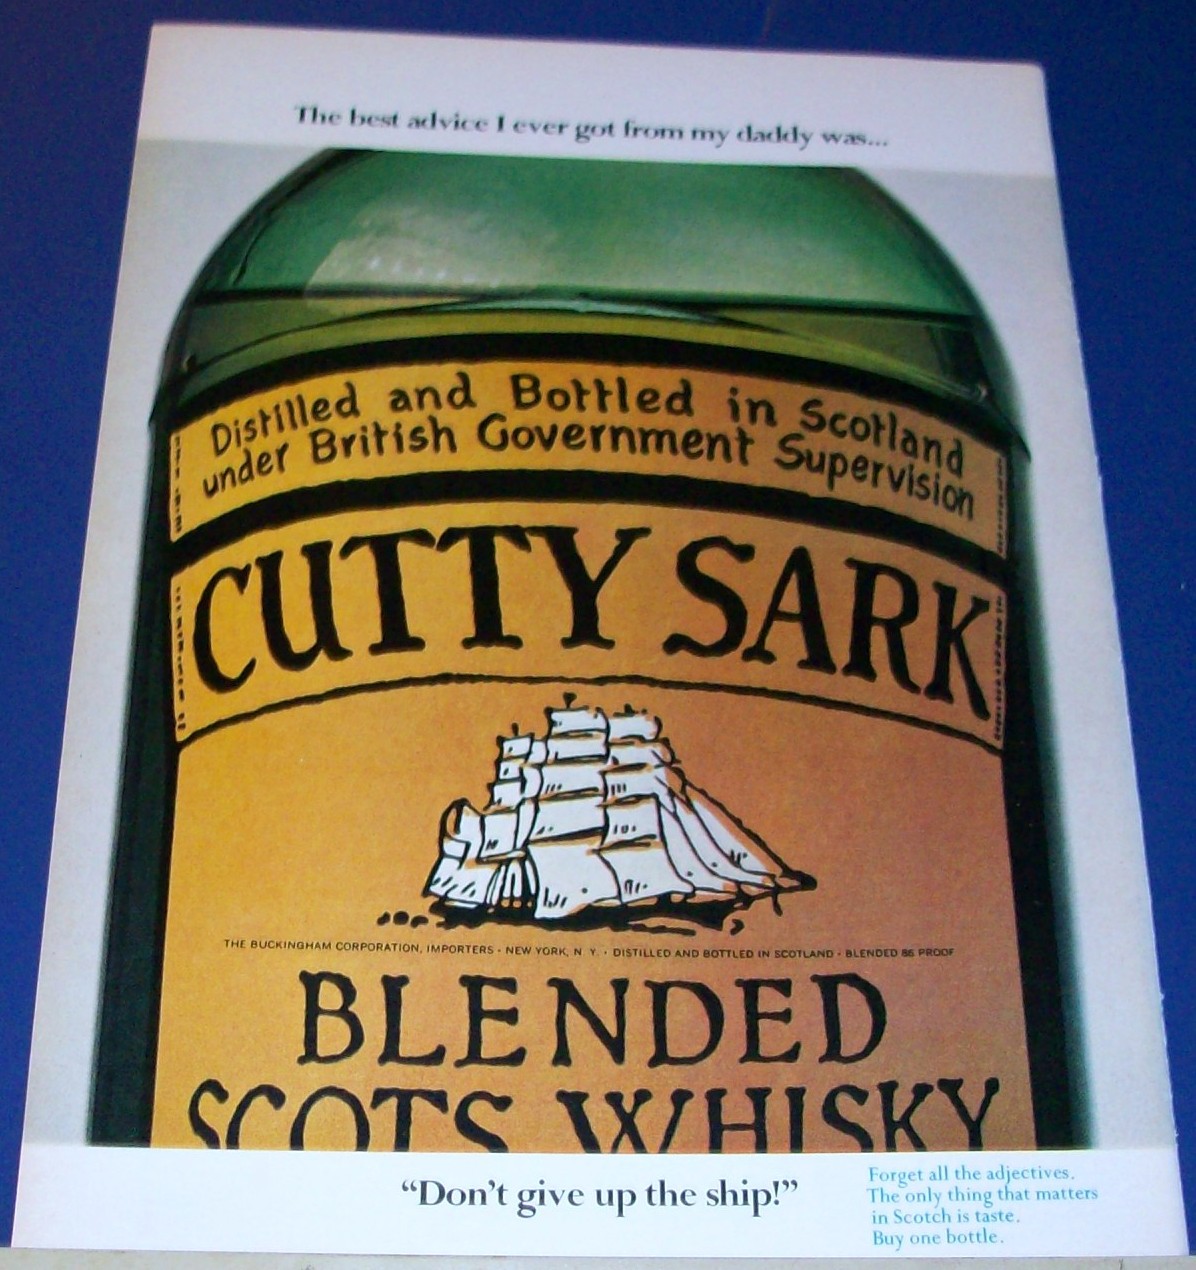 The best advice I ever got from my daddy was...
Distilled and Bottled in Scotland
under British Government Supervision
CUTTY SARK
THE BUCKINGHAM CORPORATION, IMPORTERS · NEW YORK, N. Y. · DISTILLED AND BOTTLED IN SCOTLAND · BLENDED 86 PROOF
BLENDED
SCOTS WHISKY
“Don’t give up the ship!”
Forget all the adjectives.
The only thing that matters
in Scotch is taste.
Buy one bottle.